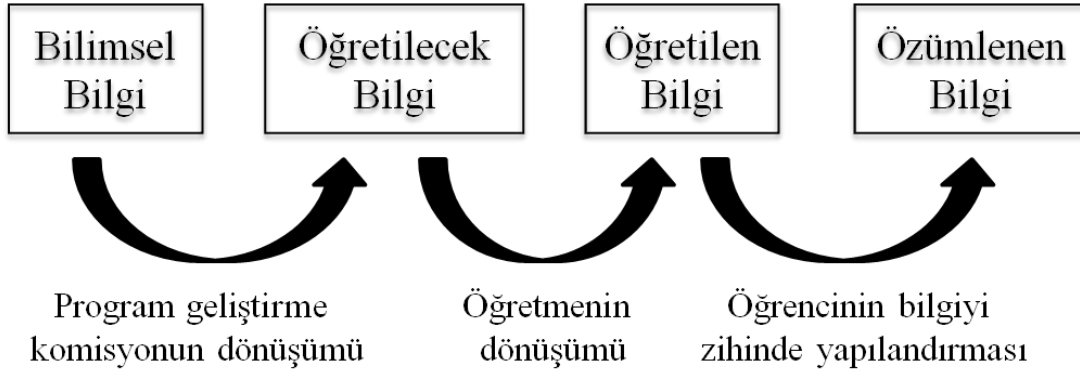 Bilimsel
Bilgi
Öğretilecek
Bilgi
Öğretilen
Bilgi
Özümlenen
Bilgi
Program geliştirme
komisyonun dönüşümü
Öğretmenin
dönüşümü
Öğrencinin bilgiyi
zihinde yapılandırması